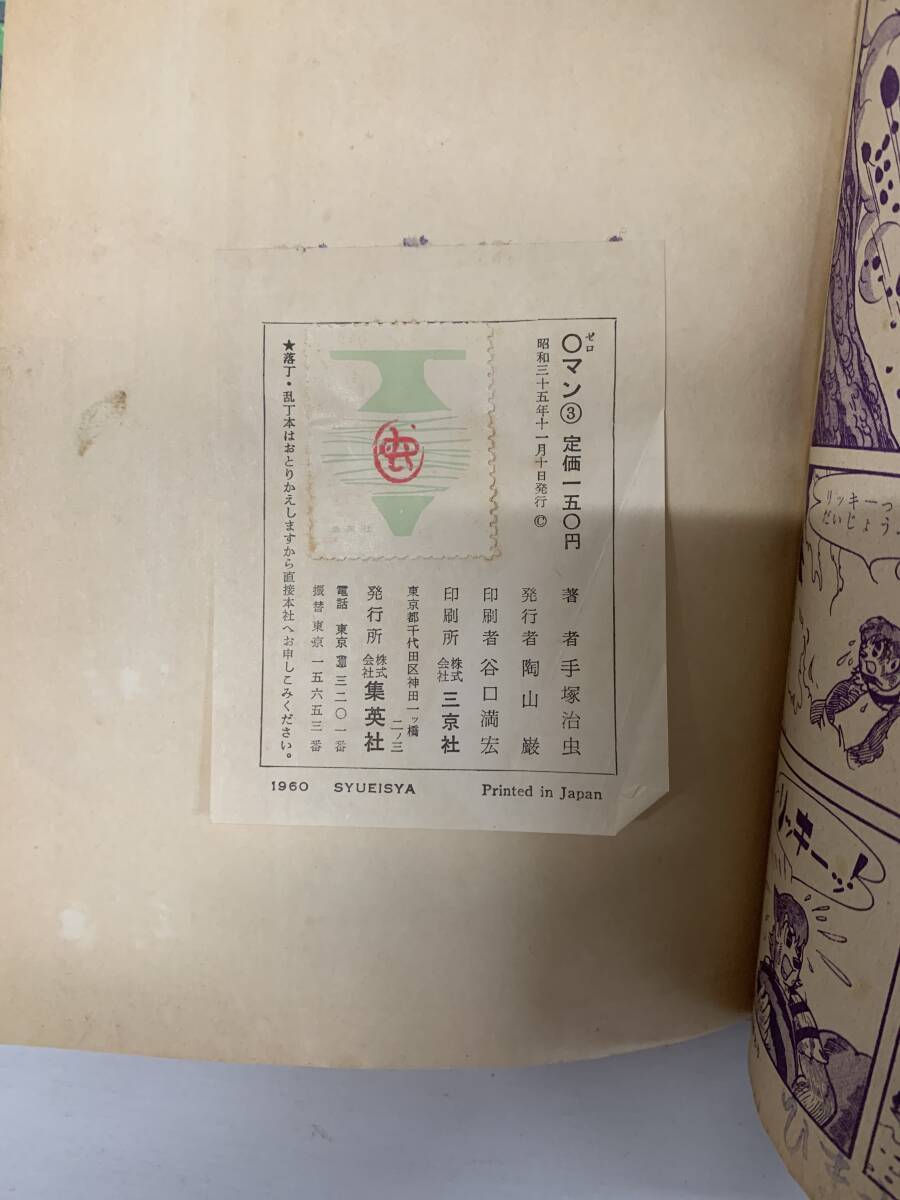 〇マン③ 定価一五〇円
ゼロ
昭和三十五年十一月十日発行 ©
著者 手塚治虫
発行者 陶山巌
印刷者 谷口満宏
印刷所 株式会社 三京社
東京都千代田区神田一ッ橋二ノ三
発行所 株式会社 集英社
電話 東京 三二〇一番
振替東京 一五六五三番
★落丁・乱丁本はおとりかえしますから直接本社へお申しこみください。
集英社
1960 SYUEISYA Printed in Japan
リッキーっ
だいじょう
リッキーッ!